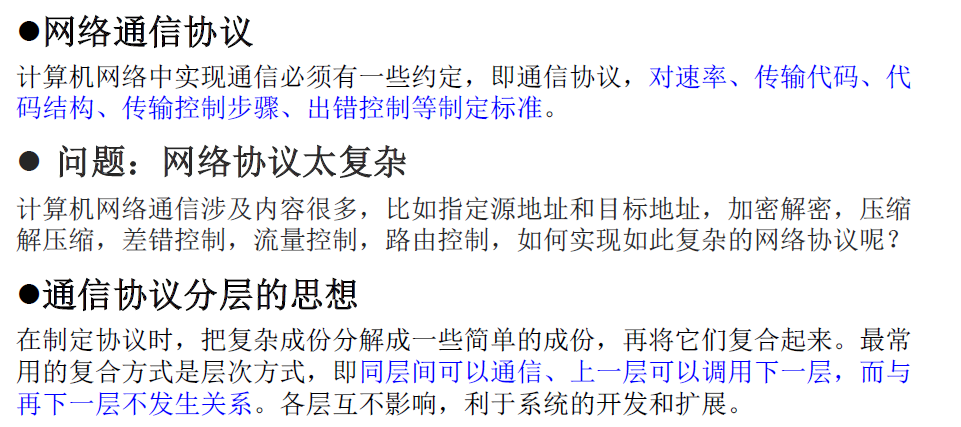 ●网络通信协议
计算机网络中实现通信必须有一些约定，即通信协议，对速率、传输代码、代
码结构、传输控制步骤、出错控制等制定标准。
● 问题：网络协议太复杂
计算机网络通信涉及内容很多，比如指定源地址和目标地址，加密解密，压缩
解压缩，差错控制，流量控制，路由控制，如何实现如此复杂的网络协议呢？
●通信协议分层的思想
在制定协议时，把复杂成份分解成一些简单的成份，再将它们复合起来。最常
用的复合方式是层次方式，即同层间可以通信、上一层可以调用下一层，而与
再下一层不发生关系。各层互不影响，利于系统的开发和扩展。